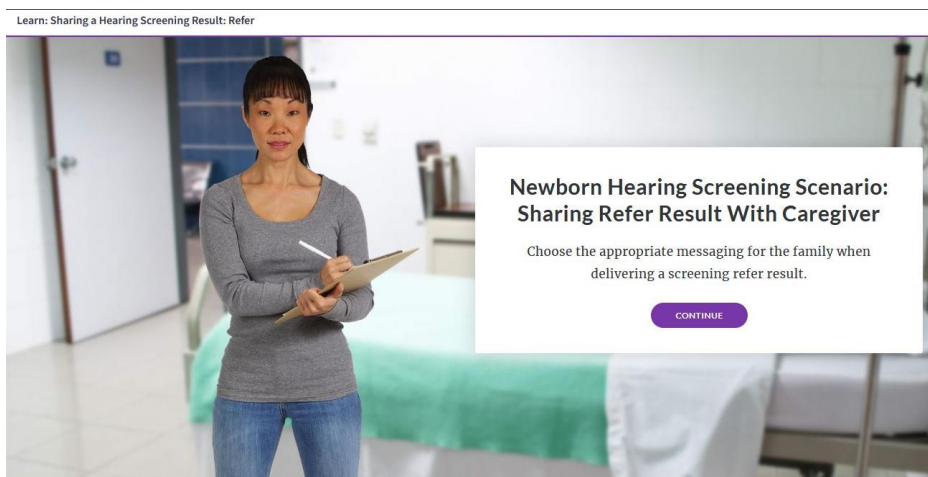 Learn: Sharing a Hearing Screening Result: Refer
Newborn Hearing Screening Scenario:
Sharing Refer Result With Caregiver
Choose the appropriate messaging for the family when
delivering a screening refer result.
CONTINUE